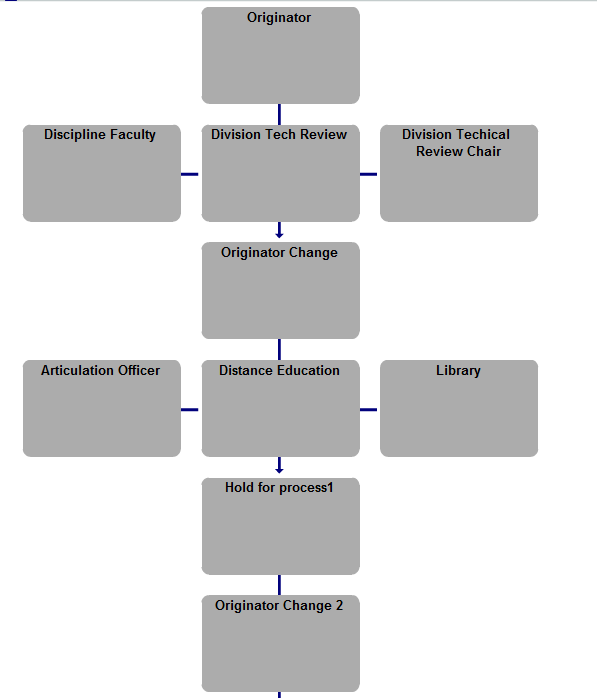 Originator
Discipline Faculty
Division Tech Review
Division Techical
Review Chair
Originator Change
Articulation Officer
Distance Education
Library
Hold for process1
Originator Change 2